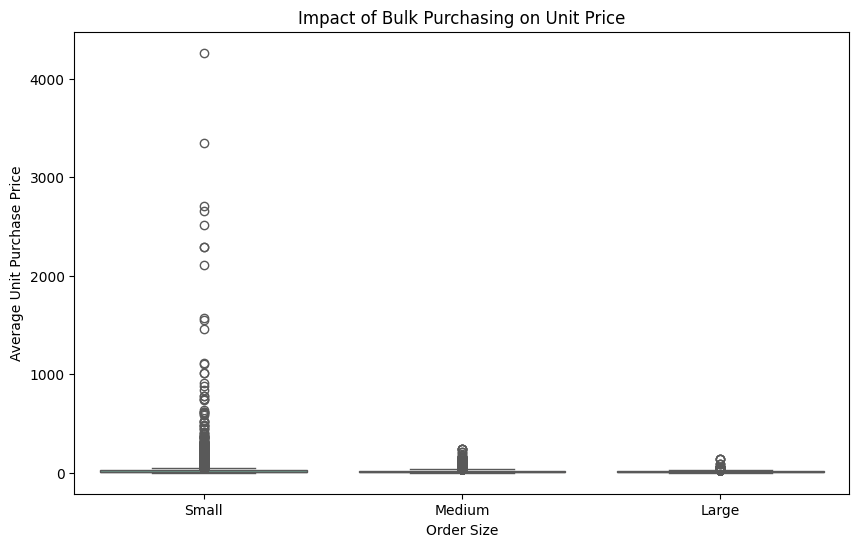 Impact of Bulk Purchasing on Unit Price
Average Unit Purchase Price
4000
3000
2000
1000
0
Small
Medium
Large
Order Size